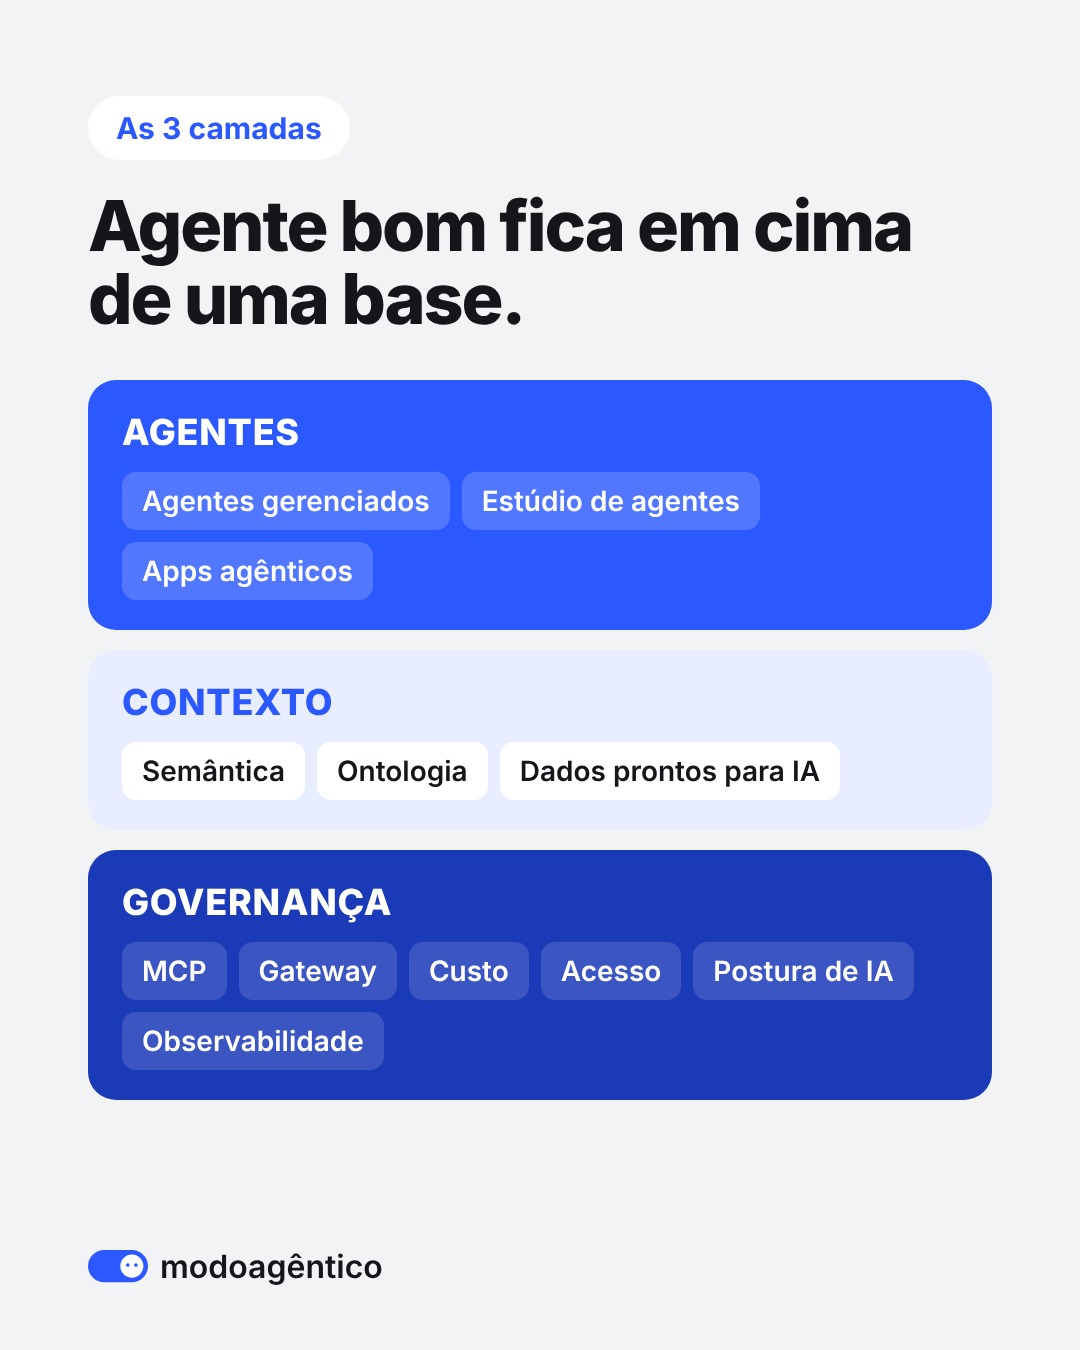 As 3 camadas
Agente bom fica em cima
de uma base.
AGENTES
Agentes gerenciados Estúdio de agentes
Apps agênticos
CONTEXTO
Semântica Ontologia Dados prontos para IA
GOVERNANÇA
MCP Gateway Custo Acesso Postura de IA
Observabilidade
modoagêntico